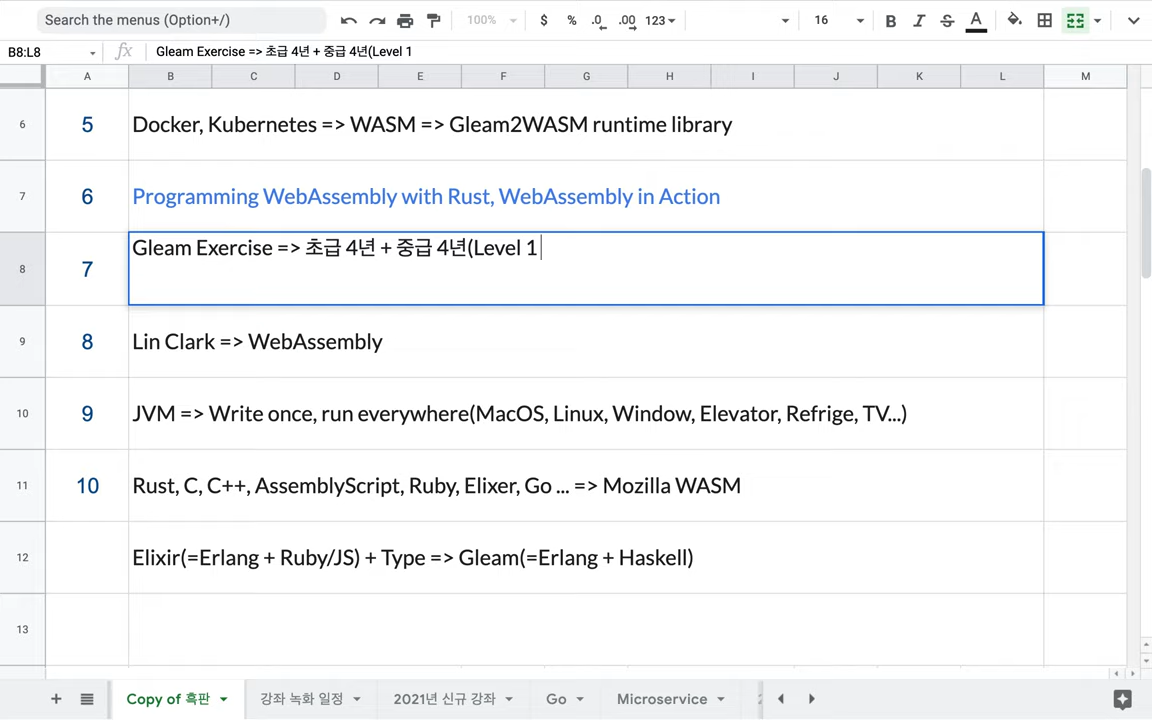 Search the menus (Option+/) 100% $ % .0 .00 123 16 B I S A
B8:L8 fx Gleam Exercise => 초급 4년 + 중급 4년(Level 1
A B C D E F G H I J K L M
6 5 Docker, Kubernetes => WASM => Gleam2WASM runtime library
7 6 Programming WebAssembly with Rust, WebAssembly in Action
8 7 Gleam Exercise => 초급 4년 + 중급 4년(Level 1
9 8 Lin Clark => WebAssembly
10 9 JVM => Write once, run everywhere(MacOS, Linux, Window, Elevator, Refrige, TV...)
11 10 Rust, C, C++, AssemblyScript, Ruby, Elixer, Go ... => Mozilla WASM
12 Elixir(=Erlang + Ruby/JS) + Type => Gleam(=Erlang + Haskell)
13
+ Copy of 흑판 강좌 녹화 일정 2021년 신규 강좌 Go Microservice